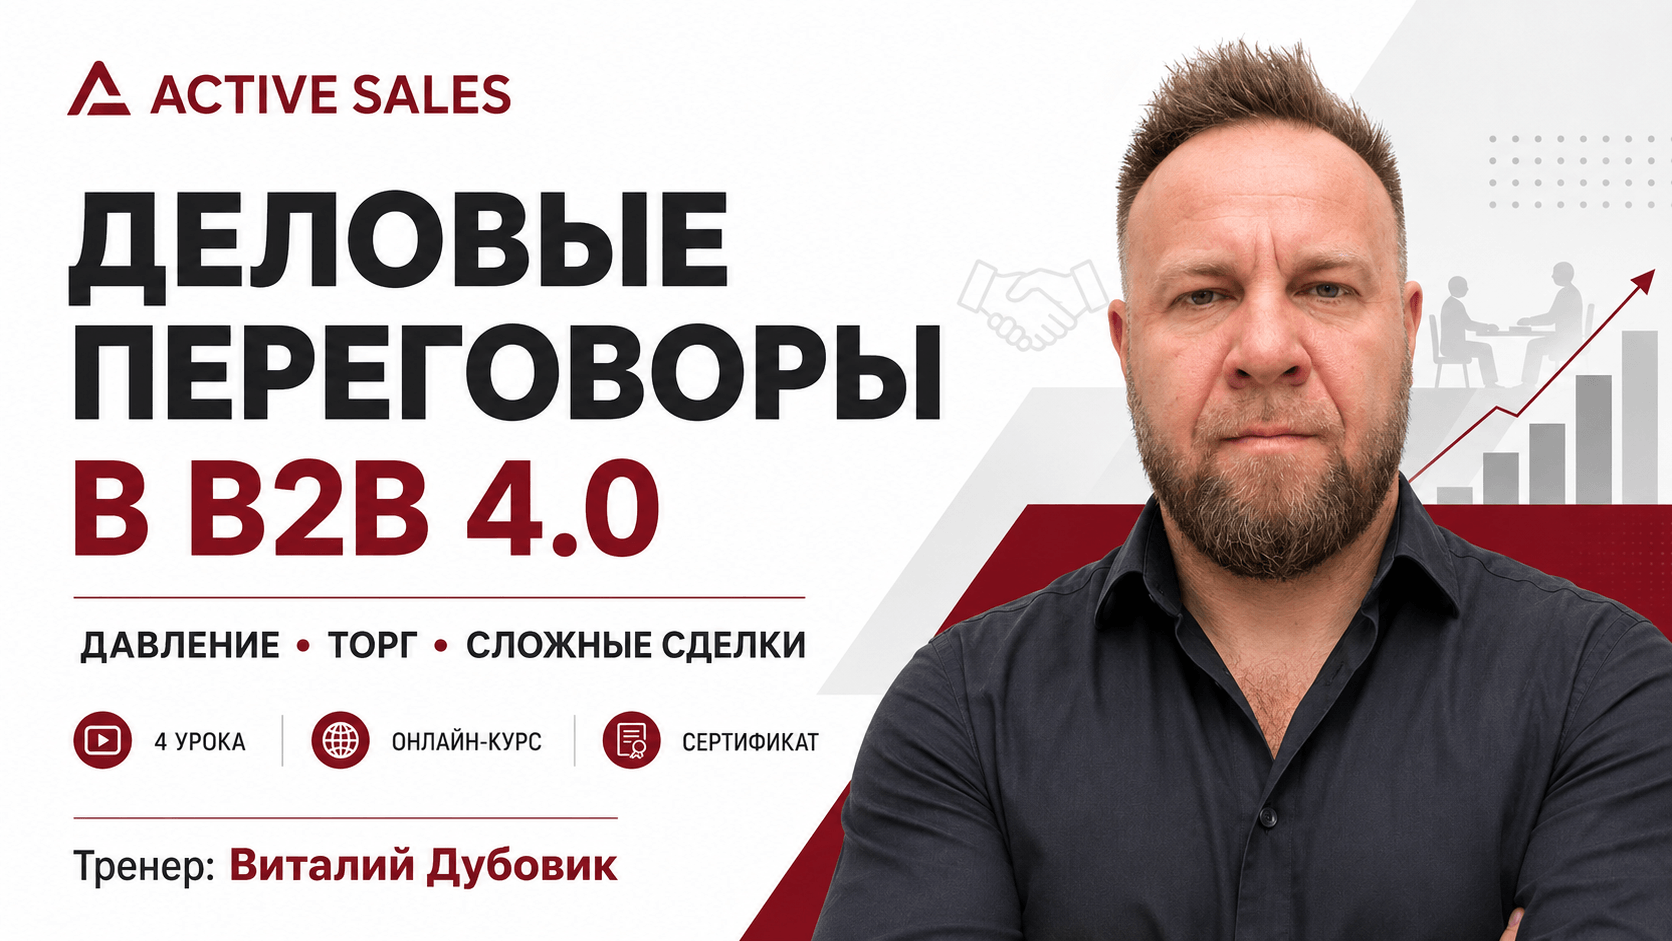 ACTIVE SALES
ДЕЛОВЫЕ
ПЕРЕГОВОРЫ
В B2B 4.0
ДАВЛЕНИЕ • ТОРГ • СЛОЖНЫЕ СДЕЛКИ
4 УРОКА
ОНЛАЙН-КУРС
СЕРТИФИКАТ
Тренер: Виталий Дубовик